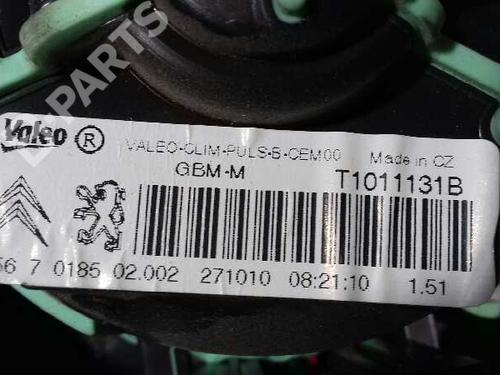 B-PARTS
Valeo ® VALEO-CLIM-PULS-B-CEM00 Made in CZ
GBM-M T1011131B
56 7 0185 02.002 271010 08:21:10 1.51